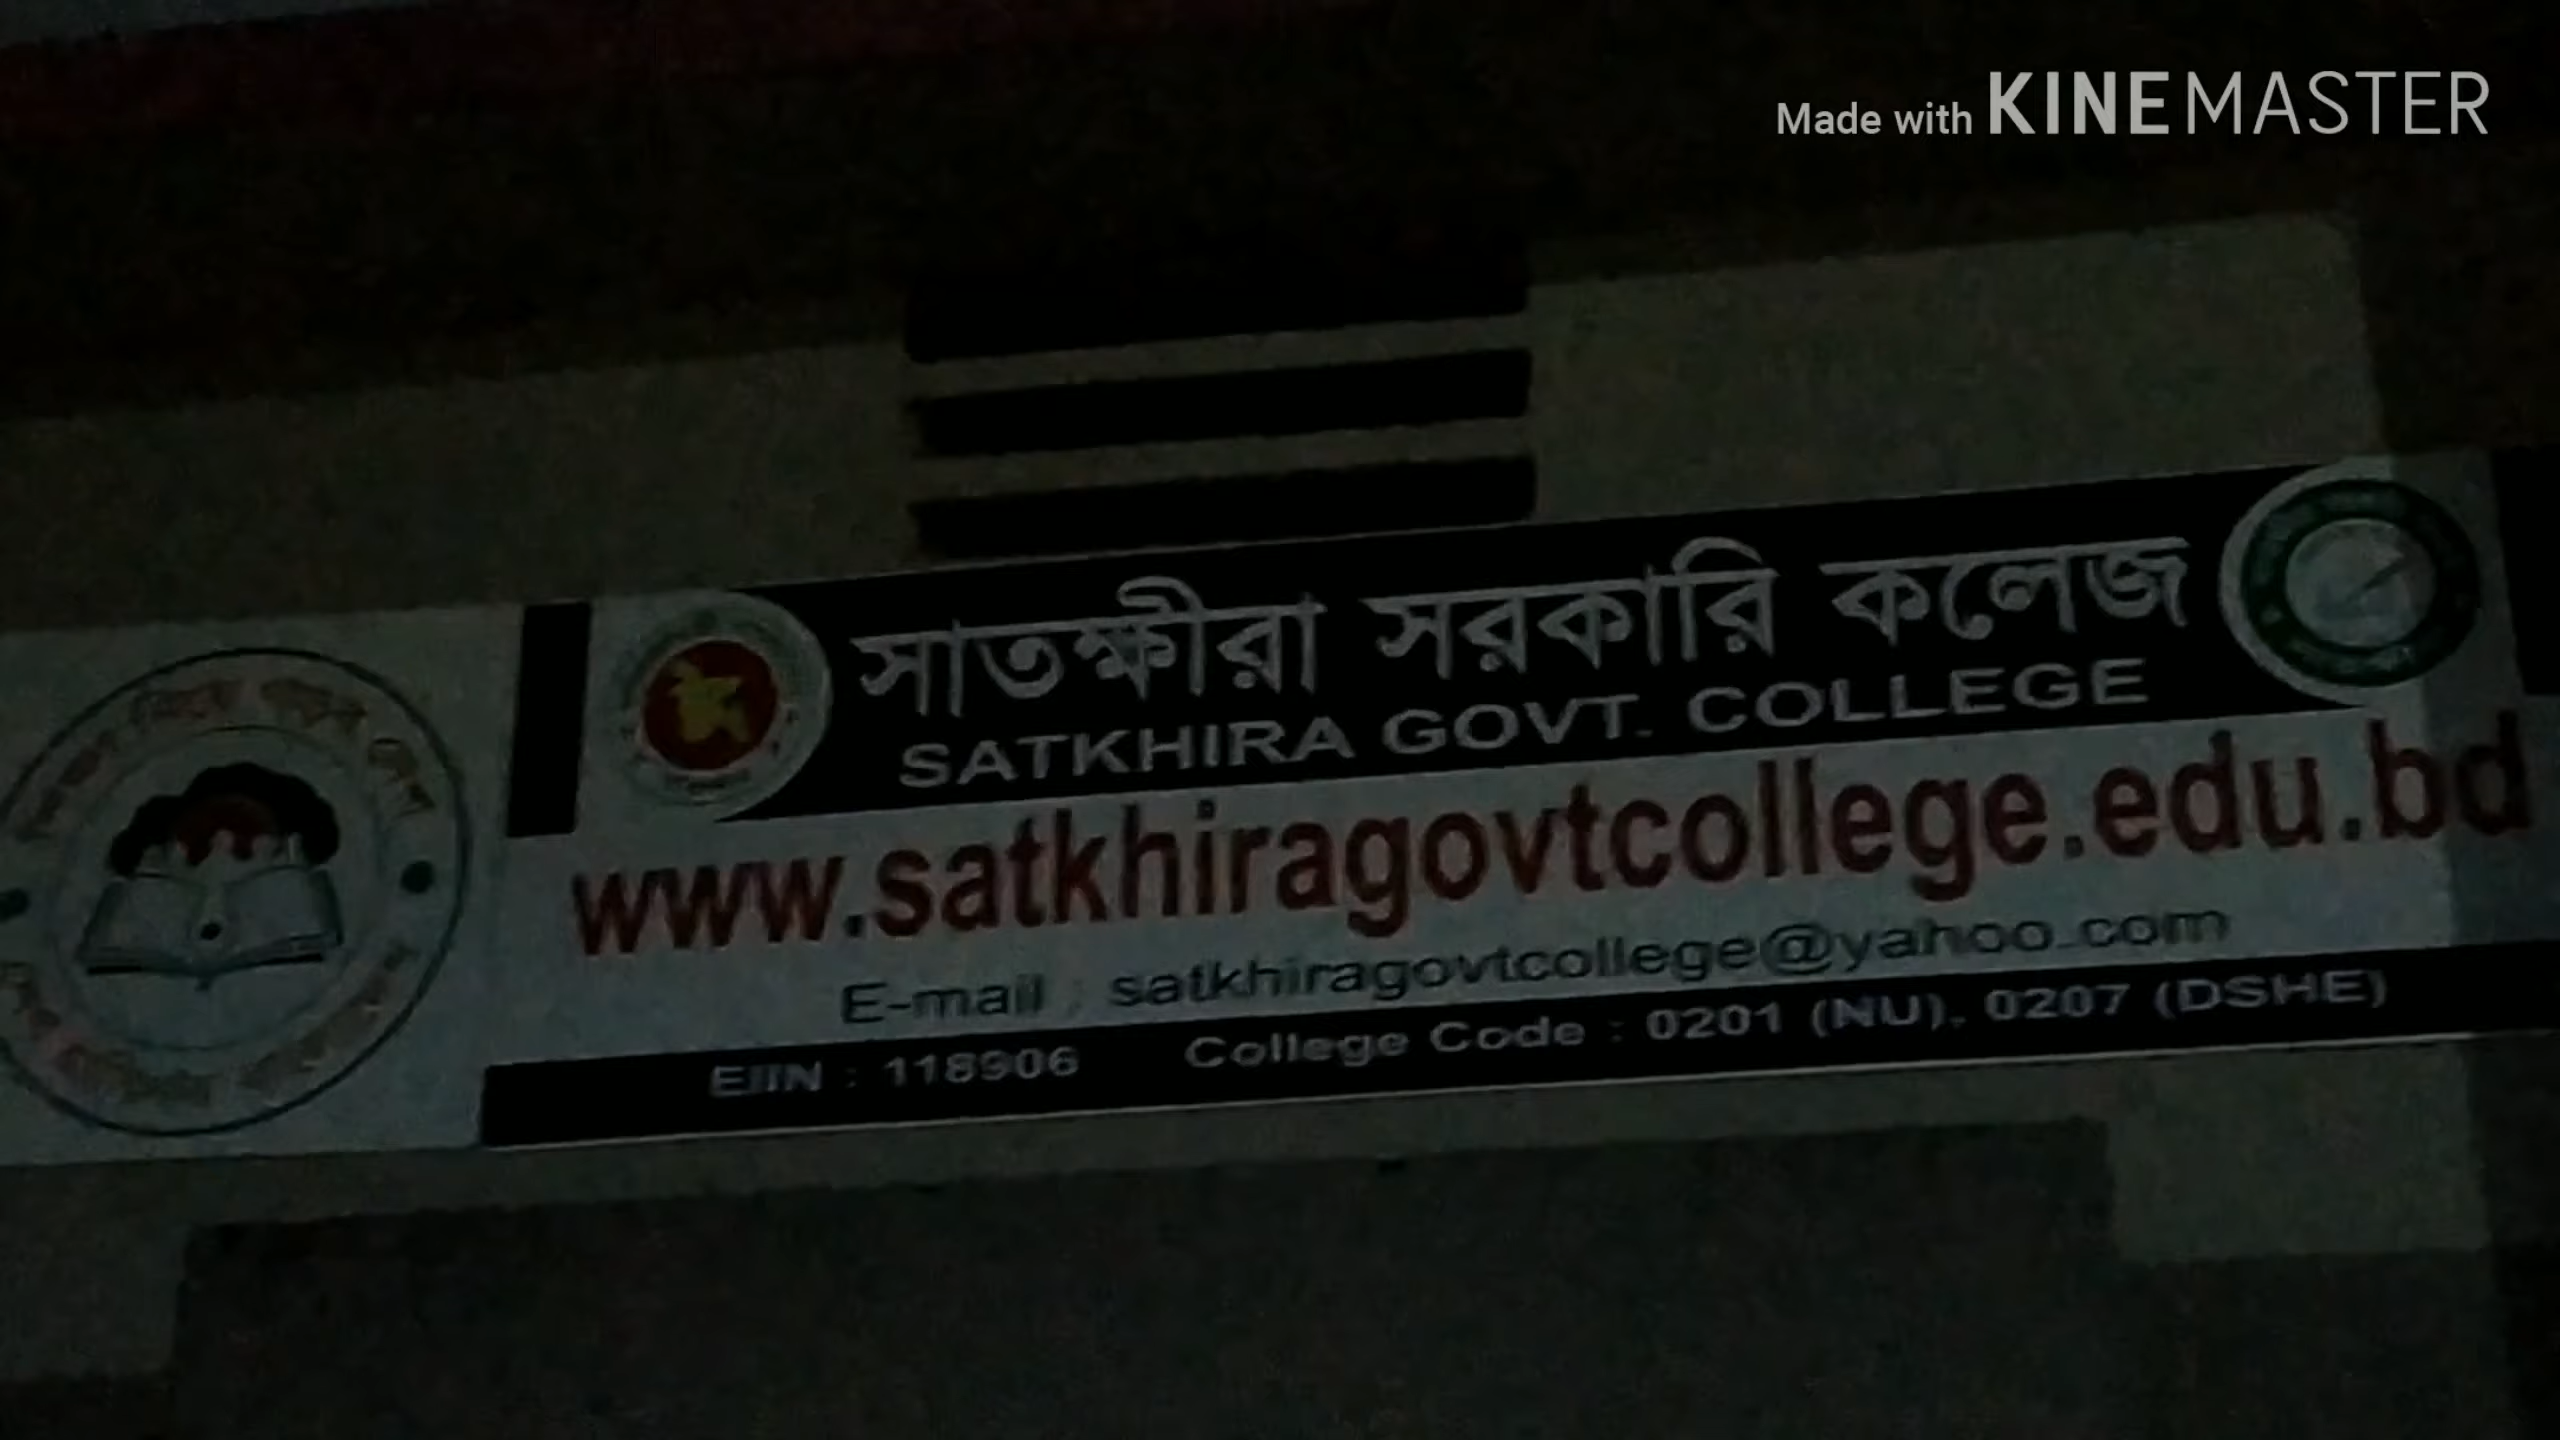 Made with KINEMASTER
সাতক্ষীরা সরকারি কলেজ
SATKHIRA GOVT. COLLEGE
www.satkhiragovtcollege.edu.bd
E-mail : satkhiragovtcollege@yahoo.com
EIIN : 118906 College Code : 0201 (NU), 0207 (DSHE)